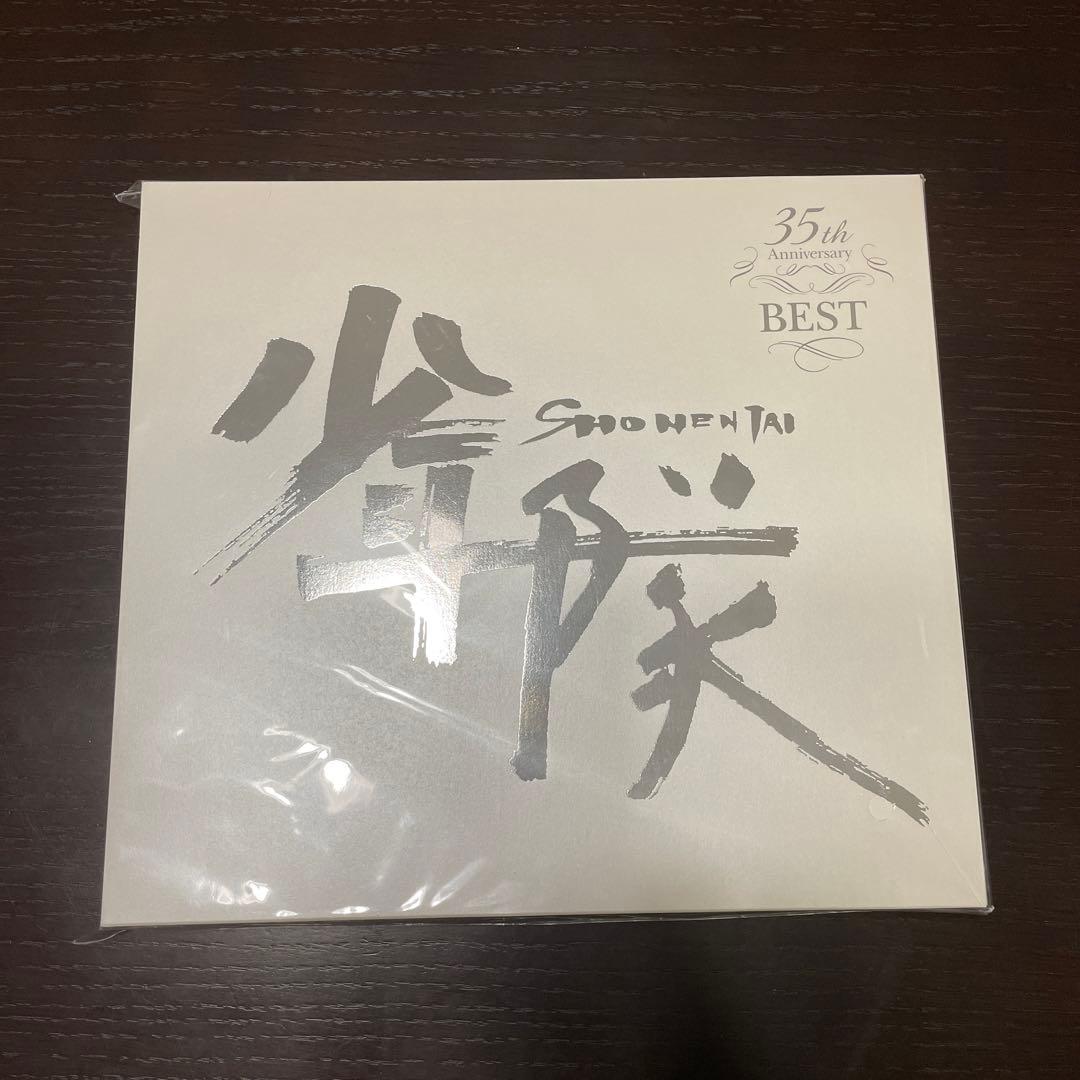 35th
Anniversary
BEST
少年隊
SHONENTAI